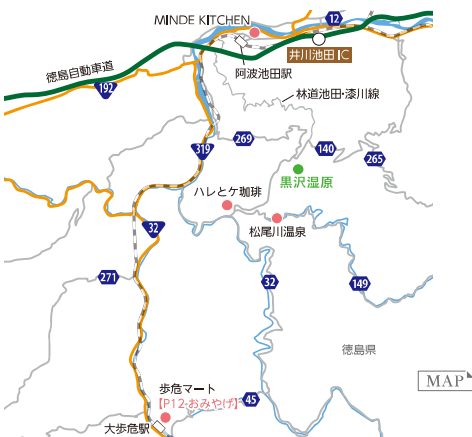 MINDE KITCHEN
12
井川池田IC
徳島自動車道
阿波池田駅
192
林道池田・漆川線
319
269
140
265
黒沢湿原
ハレとケ珈琲
松尾川温泉
32
271
32
149
徳島県
MAP
歩危マート
【P12-おみやげ】
45
大歩危駅